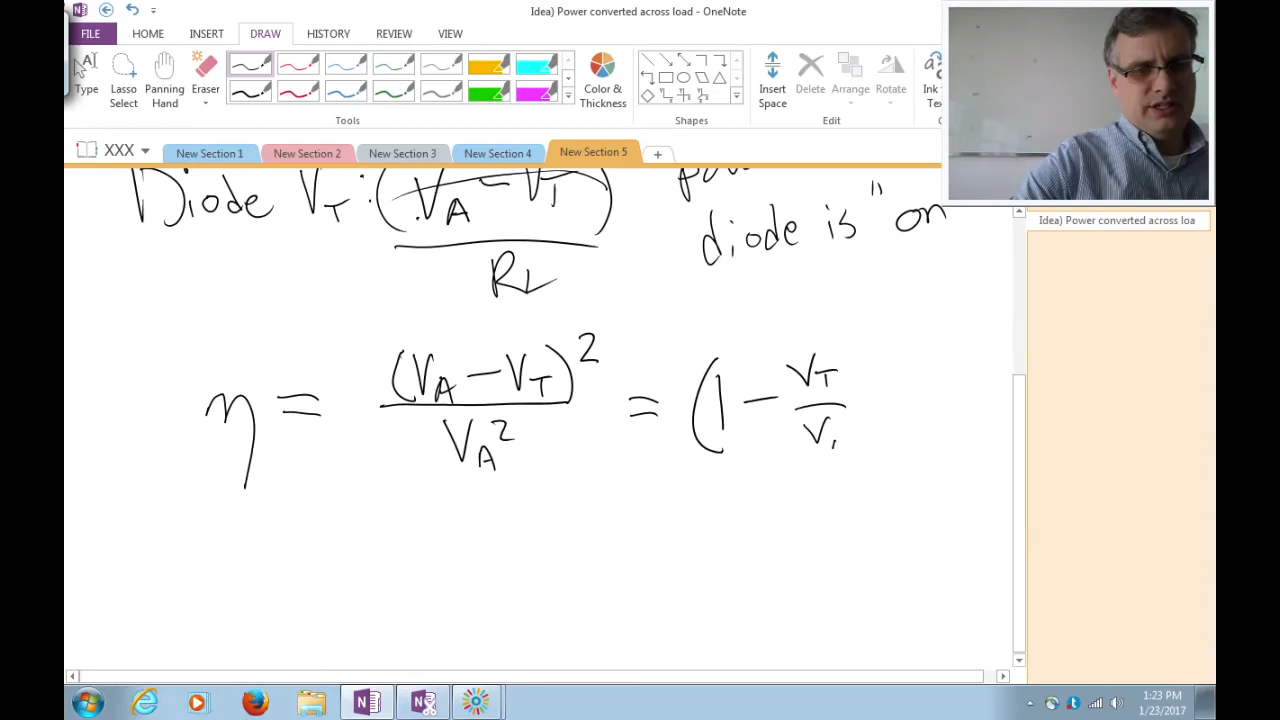 Idea) Power converted across load - OneNote
FILE HOME INSERT DRAW HISTORY REVIEW VIEW
Type
Lasso Select
Panning Hand
Eraser
Color & Thickness
Insert Space
Delete
Arrange
Rotate
Ink to
Tools
Shapes
Edit
XXX New Section 1 New Section 2 New Section 3 New Section 4 New Section 5
Idea) Power converted across loa
Diode V_T : (V_A - V_T)
R_L
diode is "on
η = (V_A - V_T)² / V_A² = (1 - V_T / V
1:23 PM
1/23/2017